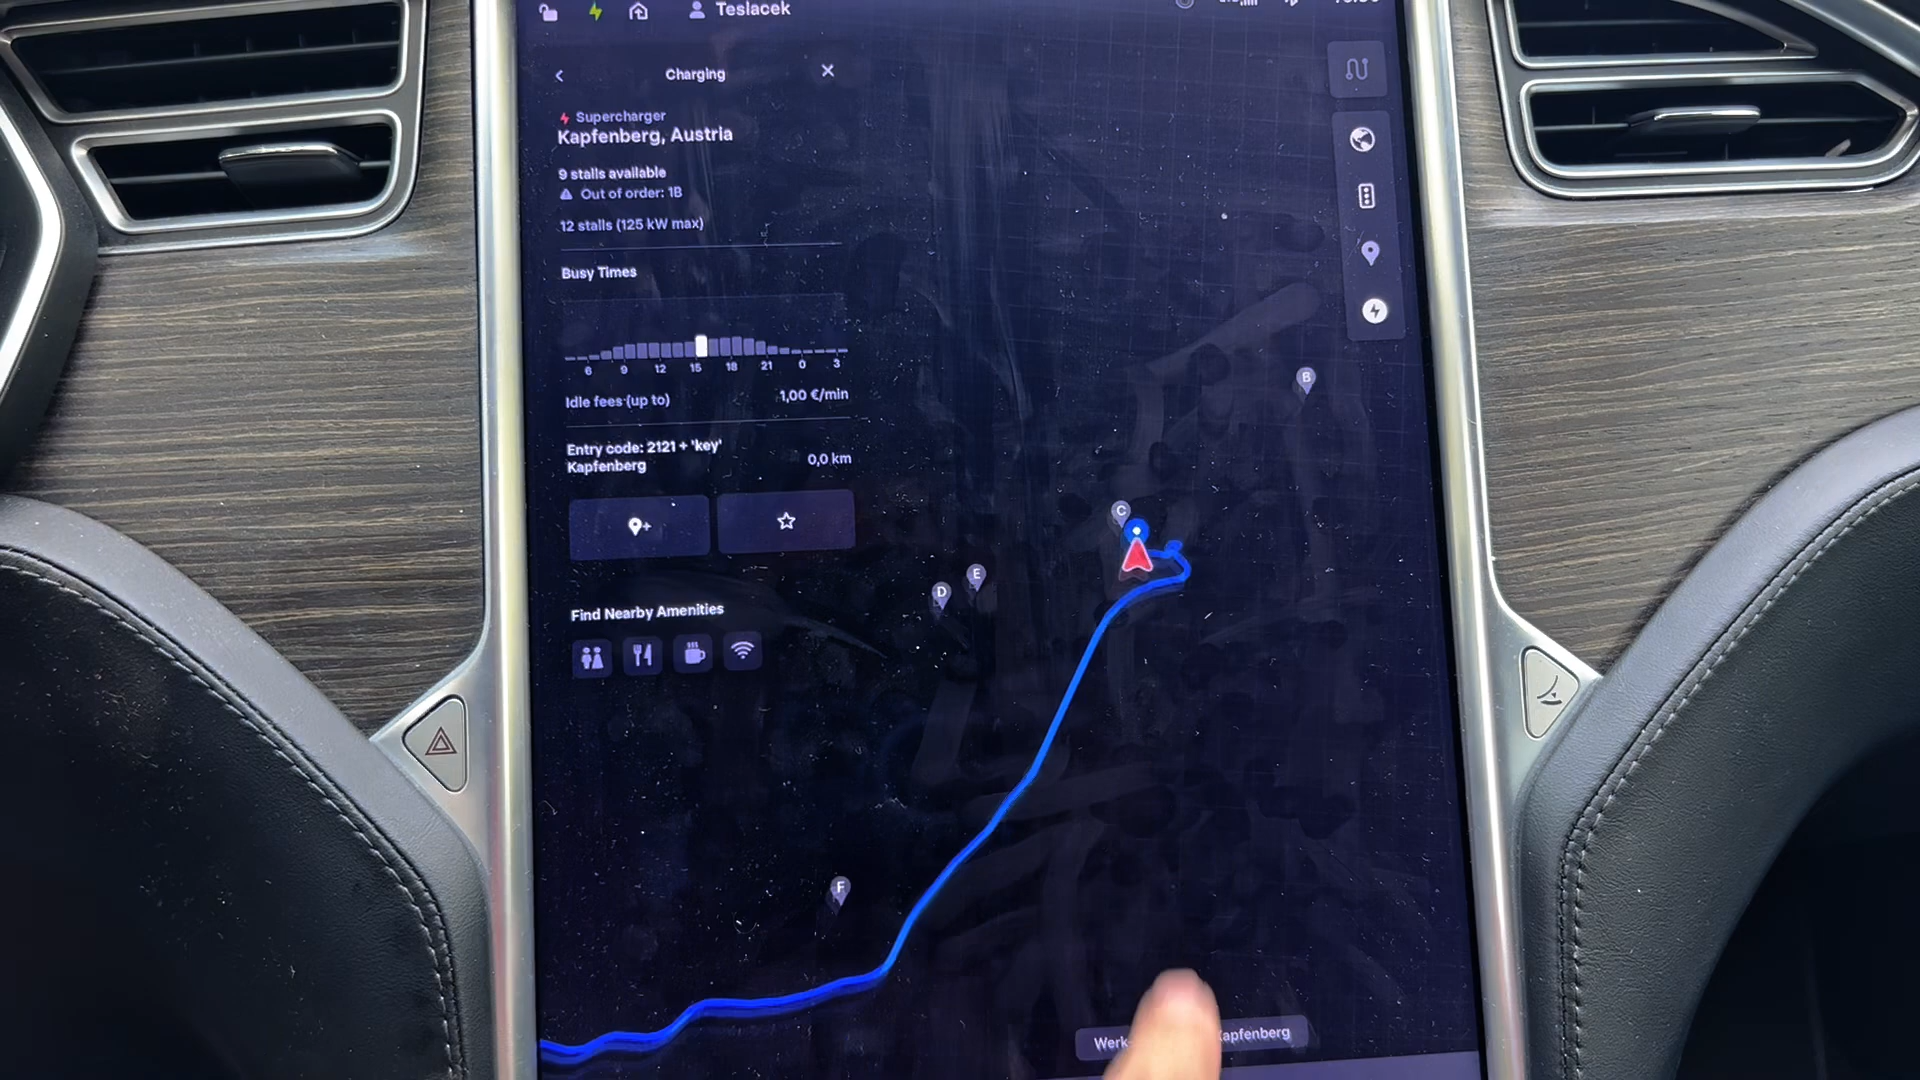 Teslacek
Charging
Supercharger
Kapfenberg, Austria
9 stalls available
Out of order: 1B
12 stalls (125 kW max)
Busy Times
6 9 12 15 18 21 0 3
Idle fees (up to) 1,00 €/min
Entry code: 2121 + 'key'
Kapfenberg
0,0 km
Find Nearby Amenities
B
C
E
D
F
Kapfenberg